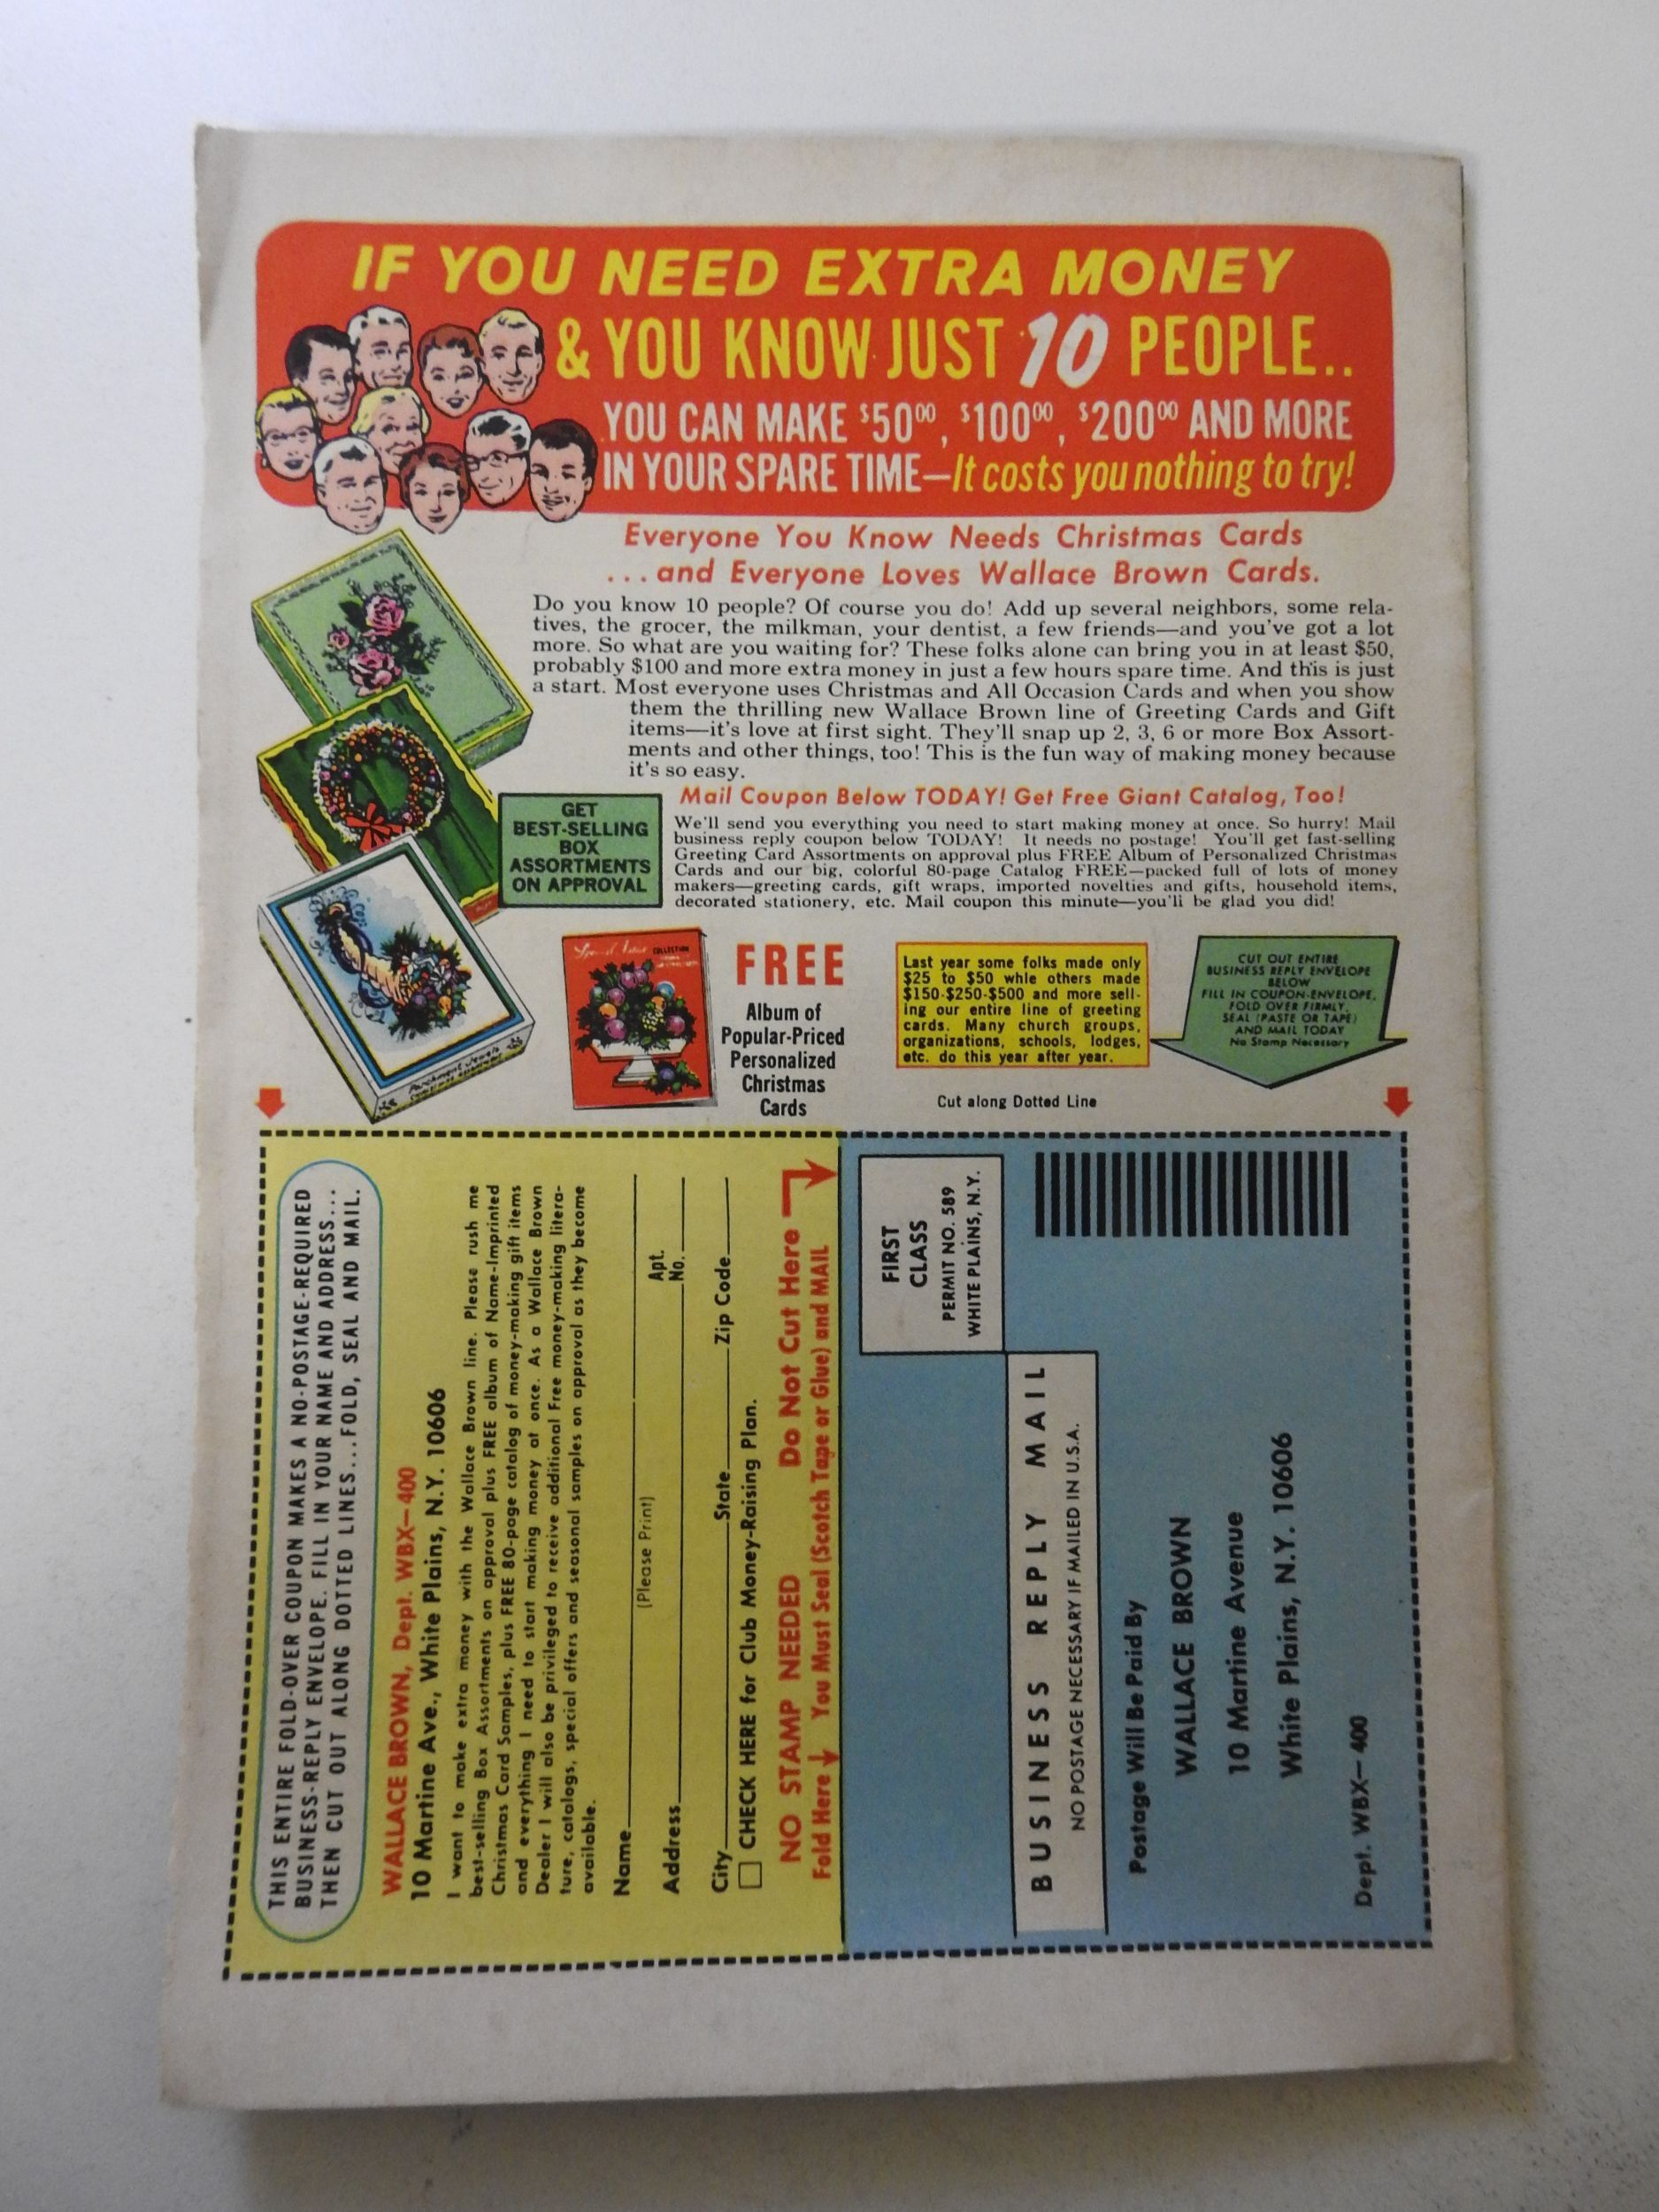 IF YOU NEED EXTRA MONEY
& YOU KNOW JUST 10 PEOPLE..
YOU CAN MAKE $50⁰⁰, $100⁰⁰, $200⁰⁰ AND MORE
IN YOUR SPARE TIME—It costs you nothing to try!
Everyone You Know Needs Christmas Cards
...and Everyone Loves Wallace Brown Cards.
Do you know 10 people? Of course you do! Add up several neighbors, some rela-
tives, the grocer, the milkman, your dentist, a few friends—and you've got a lot
more. So what are you waiting for? These folks alone can bring you in at least $50,
probably $100 and more extra money in just a few hours spare time. And this is just
a start. Most everyone uses Christmas and All Occasion Cards and when you show
them the thrilling new Wallace Brown line of Greeting Cards and Gift
items—it's love at first sight. They'll snap up 2, 3, 6 or more Box Assort-
ments and other things, too! This is the fun way of making money because
it's so easy.
GET
BEST-SELLING
BOX
ASSORTMENTS
ON APPROVAL
Mail Coupon Below TODAY! Get Free Giant Catalog, Too!
We'll send you everything you need to start making money at once. So hurry! Mail
business reply coupon below TODAY! It needs no postage! You'll get fast-selling
Greeting Card Assortments on approval plus FREE Album of Personalized Christmas
Cards and our big, colorful 80-page Catalog FREE—packed full of lots of money
makers—greeting cards, gift wraps, imported novelties and gifts, household items,
decorated stationery, etc. Mail coupon this minute—you'll be glad you did!
Parchment Jewels
COLLECTION
FREE
Album of
Popular-Priced
Personalized
Christmas
Cards
Last year some folks made only
$25 to $50 whle others made
$150-$250-$500 and more sell-
ing our entire line of greeting
cards. Many church groups,
organizations, schools, lodges,
etc. do this year after year.
CUT OUT ENTIRE
BUSINESS REPLY ENVELOPE
BELOW
FILL IN COUPON-ENVELOPE,
FOLD OVER FIRMLY,
SEAL (PASTE OR TAPE)
AND MAIL TODAY
No Stamp Necessary
Cut along Dotted Line
THIS ENTIRE FOLD-OVER COUPON MAKES A NO-POSTAGE-REQUIRED
BUSINESS-REPLY ENVELOPE. FILL IN YOUR NAME AND ADDRESS...
THEN CUT OUT ALONG DOTTED LINES...FOLD, SEAL AND MAIL.
WALLACE BROWN, Dept. WBX—400
10 Martine Ave., White Plains, N.Y. 10606
I want to make extra money with the Wallace Brown line. Please rush me
best-selling Box Assortments on approval plus FREE album of Name-Imprinted
Christmas Card Samples, plus FREE 80-page catalog of money-making gift items
and everything I need to start making money at once. As a Wallace Brown
Dealer I will also be privileged to receive additional Free money-making litera-
ture, catalogs, special offers and seasonal samples on approval as they become
available.
Name
(Please Print)
Address Apt. No.
City State Zip Code
CHECK HERE for Club Money-Raising Plan.
NO STAMP NEEDED Do Not Cut Here
Fold Here You Must Seal (Scotch Tape or Glue) and MAIL
FIRST
CLASS
PERMIT NO. 589
WHITE PLAINS, N.Y.
BUSINESS REPLY MAIL
NO POSTAGE NECESSARY IF MAILED IN U.S.A.
Postage Will Be Paid By
WALLACE BROWN
10 Martine Avenue
White Plains, N.Y. 10606
Dept. WBX—400